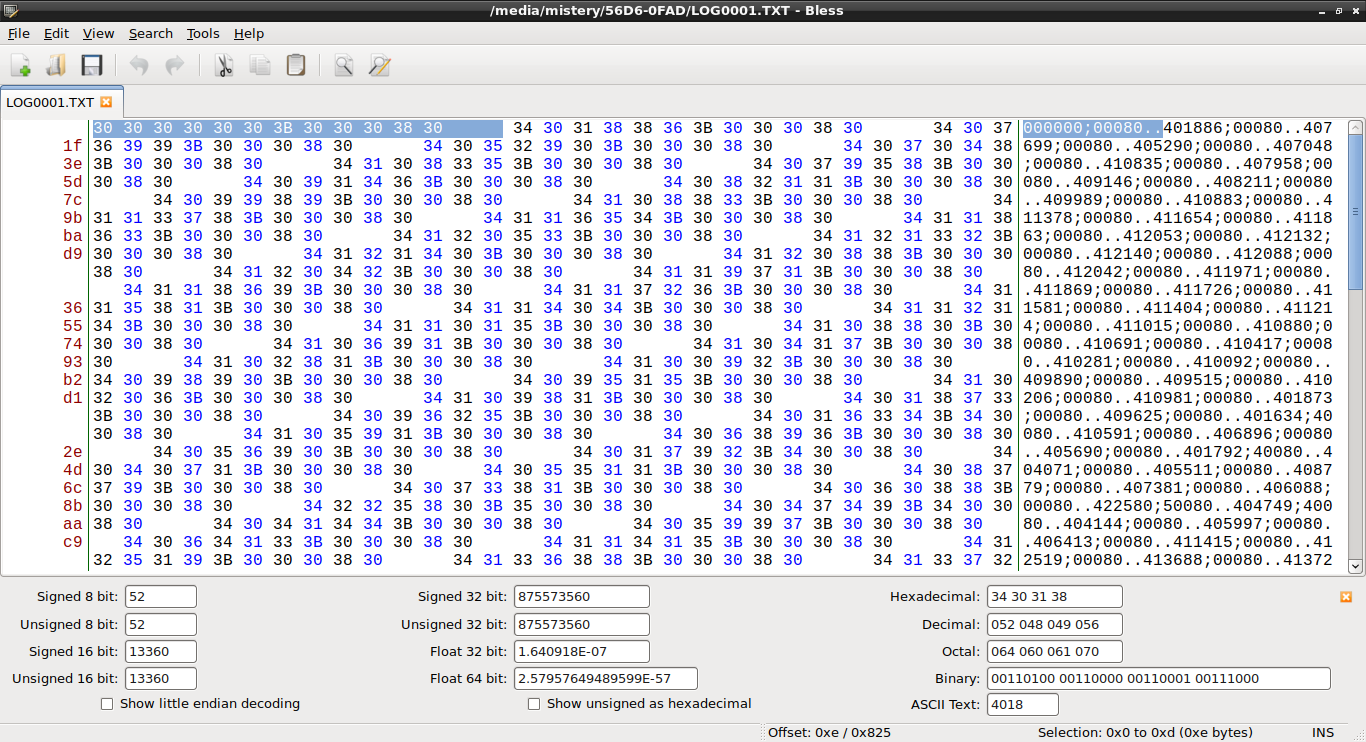 /media/mistery/56D6-0FAD/LOG0001.TXT - Bless
File Edit View Search Tools Help
LOG0001.TXT
30 30 30 30 30 30 3B 30 30 30 38 30 34 30 31 38 38 36 3B 30 30 30 38 30 34 30 37 000000;00080..401886;00080..407
1f 36 39 39 3B 30 30 30 38 30 34 30 35 32 39 30 3B 30 30 30 38 30 34 30 37 30 34 38 699;00080..405290;00080..407048
3e 3B 30 30 30 38 30 34 31 30 38 33 35 3B 30 30 30 38 30 34 30 37 39 35 38 3B 30 30 ;00080..410835;00080..407958;00
5d 30 38 30 34 30 39 31 34 36 3B 30 30 30 38 30 34 30 38 32 31 31 3B 30 30 30 38 30 080..409146;00080..408211;00080
7c 34 30 39 39 38 39 3B 30 30 30 38 30 34 31 30 38 38 33 3B 30 30 30 38 30 34 ..409989;00080..410883;00080..4
9b 31 31 33 37 38 3B 30 30 30 38 30 34 31 31 36 35 34 3B 30 30 30 38 30 34 31 31 38 11378;00080..411654;00080..4118
ba 36 33 3B 30 30 30 38 30 34 31 32 30 35 33 3B 30 30 30 38 30 34 31 32 31 33 32 3B 63;00080..412053;00080..412132;
d9 30 30 30 38 30 34 31 32 31 34 30 3B 30 30 30 38 30 34 31 32 30 38 38 3B 30 30 30 00080..412140;00080..412088;000
38 30 34 31 32 30 34 32 3B 30 30 30 38 30 34 31 31 39 37 31 3B 30 30 30 38 30 80..412042;00080..411971;00080.
34 31 31 38 36 39 3B 30 30 30 38 30 34 31 31 37 32 36 3B 30 30 30 38 30 34 31 .411869;00080..411726;00080..41
36 31 35 38 31 3B 30 30 30 38 30 34 31 31 34 30 34 3B 30 30 30 38 30 34 31 31 32 31 1581;00080..411404;00080..41121
55 34 3B 30 30 30 38 30 34 31 31 30 31 35 3B 30 30 30 38 30 34 31 30 38 38 30 3B 30 4;00080..411015;00080..410880;0
74 30 30 38 30 34 31 30 36 39 31 3B 30 30 30 38 30 34 31 30 34 31 37 3B 30 30 30 38 0080..410691;00080..410417;0008
93 30 34 31 30 32 38 31 3B 30 30 30 38 30 34 31 30 30 39 32 3B 30 30 30 38 30 0..410281;00080..410092;00080..
b2 34 30 39 38 39 30 3B 30 30 30 38 30 34 30 39 35 31 35 3B 30 30 30 38 30 34 31 30 409890;00080..409515;00080..410
d1 32 30 36 3B 30 30 30 38 30 34 31 30 39 38 31 3B 30 30 30 38 30 34 30 31 38 37 33 206;00080..410981;00080..401873
3B 30 30 30 38 30 34 30 39 36 32 35 3B 30 30 30 38 30 34 30 31 36 33 34 3B 34 30 ;00080..409625;00080..401634;40
30 38 30 34 31 30 35 39 31 3B 30 30 30 38 30 34 30 36 38 39 36 3B 30 30 30 38 30 080..410591;00080..406896;00080
2e 34 30 35 36 39 30 3B 30 30 30 38 30 34 30 31 37 39 32 3B 34 30 30 38 30 34 ..405690;00080..401792;40080..4
4d 30 34 30 37 31 3B 30 30 30 38 30 34 30 35 35 31 31 3B 30 30 30 38 30 34 30 38 37 04071;00080..405511;00080..4087
6c 37 39 3B 30 30 30 38 30 34 30 37 33 38 31 3B 30 30 30 38 30 34 30 36 30 38 38 3B 79;00080..407381;00080..406088;
8b 30 30 30 38 30 34 32 32 35 38 30 3B 35 30 30 38 30 34 30 34 37 34 39 3B 34 30 30 00080..422580;50080..404749;400
aa 38 30 34 30 34 31 34 34 3B 30 30 30 38 30 34 30 35 39 39 37 3B 30 30 30 38 30 80..404144;00080..405997;00080.
c9 34 30 36 34 31 33 3B 30 30 30 38 30 34 31 31 34 31 35 3B 30 30 30 38 30 34 31 .406413;00080..411415;00080..41
32 35 31 39 3B 30 30 30 38 30 34 31 33 36 38 38 3B 30 30 30 38 30 34 31 33 37 32 2519;00080..413688;00080..41372
Signed 8 bit: 52 Signed 32 bit: 875573560 Hexadecimal: 34 30 31 38
Unsigned 8 bit: 52 Unsigned 32 bit: 875573560 Decimal: 052 048 049 056
Signed 16 bit: 13360 Float 32 bit: 1.640918E-07 Octal: 064 060 061 070
Unsigned 16 bit: 13360 Float 64 bit: 2.57957649489599E-57 Binary: 00110100 00110000 00110001 00111000
Show little endian decoding Show unsigned as hexadecimal ASCII Text: 4018
Offset: 0xe / 0x825 Selection: 0x0 to 0xd (0xe bytes) INS